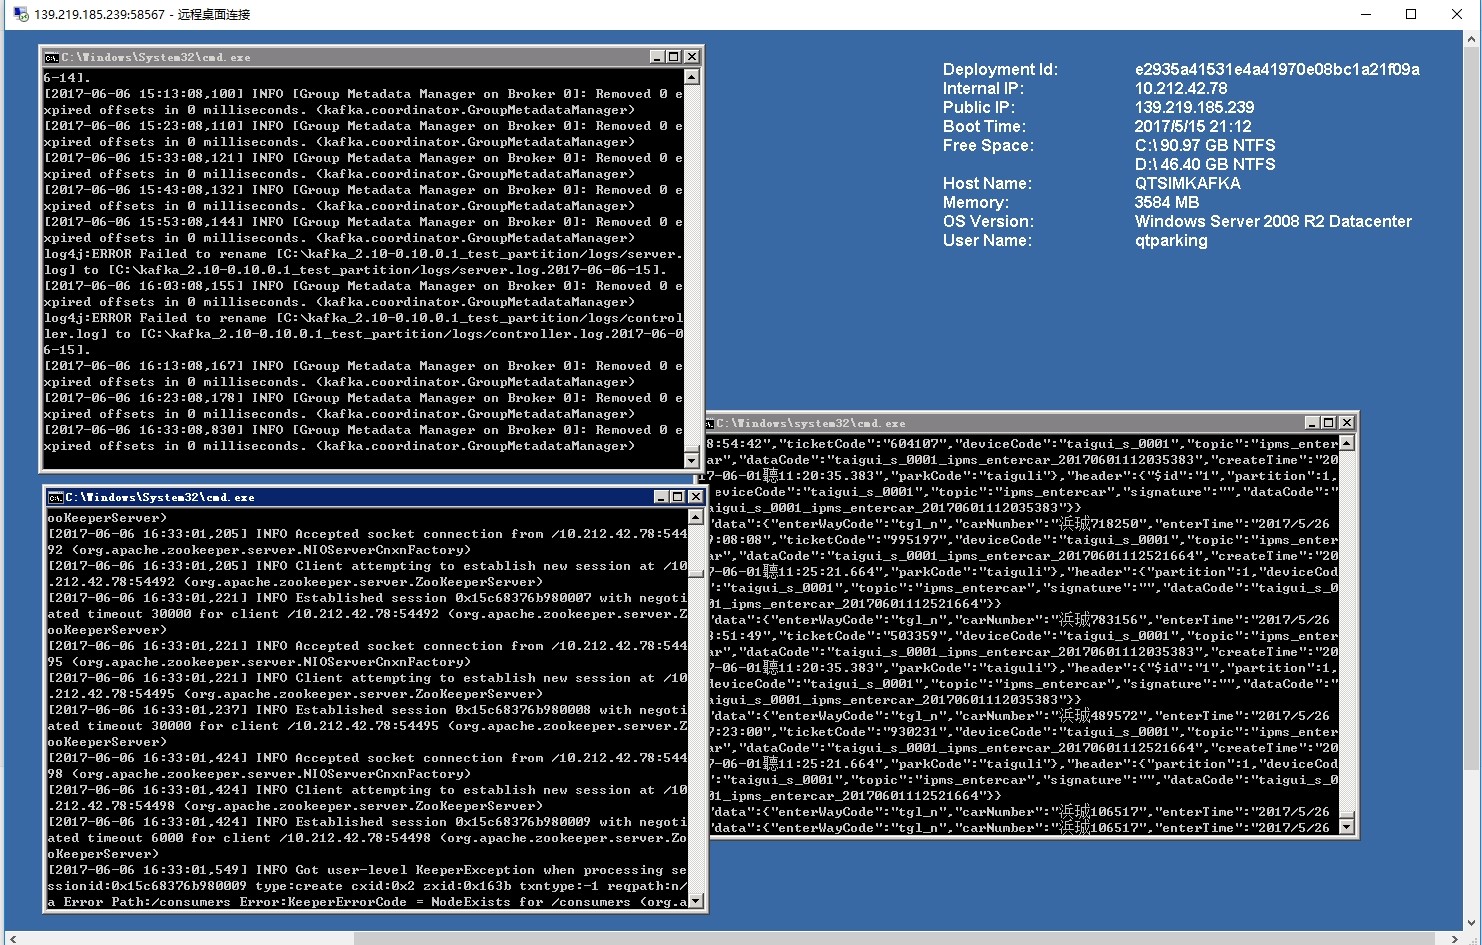 139.219.185.239:58567 - 远程桌面连接
C:\Windows\System32\cmd.exe
6-14].
[2017-06-06 15:13:08,100] INFO [Group Metadata Manager on Broker 0]: Removed 0 e
xpired offsets in 0 milliseconds. (kafka.coordinator.GroupMetadataManager)
[2017-06-06 15:23:08,110] INFO [Group Metadata Manager on Broker 0]: Removed 0 e
xpired offsets in 0 milliseconds. (kafka.coordinator.GroupMetadataManager)
[2017-06-06 15:33:08,121] INFO [Group Metadata Manager on Broker 0]: Removed 0 e
xpired offsets in 0 milliseconds. (kafka.coordinator.GroupMetadataManager)
[2017-06-06 15:43:08,132] INFO [Group Metadata Manager on Broker 0]: Removed 0 e
xpired offsets in 0 milliseconds. (kafka.coordinator.GroupMetadataManager)
[2017-06-06 15:53:08,144] INFO [Group Metadata Manager on Broker 0]: Removed 0 e
xpired offsets in 0 milliseconds. (kafka.coordinator.GroupMetadataManager)
log4j:ERROR Failed to rename [C:\kafka_2.10-0.10.0.1_test_partition/logs/server.
log] to [C:\kafka_2.10-0.10.0.1_test_partition/logs/server.log.2017-06-06-15].
[2017-06-06 16:03:08,155] INFO [Group Metadata Manager on Broker 0]: Removed 0 e
xpired offsets in 0 milliseconds. (kafka.coordinator.GroupMetadataManager)
log4j:ERROR Failed to rename [C:\kafka_2.10-0.10.0.1_test_partition/logs/control
ler.log] to [C:\kafka_2.10-0.10.0.1_test_partition/logs/controller.log.2017-06-0
6-15].
[2017-06-06 16:13:08,167] INFO [Group Metadata Manager on Broker 0]: Removed 0 e
xpired offsets in 0 milliseconds. (kafka.coordinator.GroupMetadataManager)
[2017-06-06 16:23:08,178] INFO [Group Metadata Manager on Broker 0]: Removed 0 e
xpired offsets in 0 milliseconds. (kafka.coordinator.GroupMetadataManager)
[2017-06-06 16:33:08,830] INFO [Group Metadata Manager on Broker 0]: Removed 0 e
xpired offsets in 0 milliseconds. (kafka.coordinator.GroupMetadataManager)
Deployment Id: e2935a41531e4a41970e08bc1a21f09a
Internal IP: 10.212.42.78
Public IP: 139.219.185.239
Boot Time: 2017/5/15 21:12
Free Space: C:\ 90.97 GB NTFS
D:\ 46.40 GB NTFS
Host Name: QTSIMKAFKA
Memory: 3584 MB
OS Version: Windows Server 2008 R2 Datacenter
User Name: qtparking
C:\Windows\system32\cmd.exe
8:54:42","ticketCode":"604107","deviceCode":"taigui_s_0001","topic":"ipms_enter
ar","dataCode":"taigui_s_0001_ipms_entercar_20170601112035383","createTime":"20
17-06-01聽11:20:35.383","parkCode":"taiguli"},"header":{"$id":"1","partition":1,
eviceCode":"taigui_s_0001","topic":"ipms_entercar","signature":"","dataCode":"
aigui_s_0001_ipms_entercar_20170601112035383"}}
"data":{"enterWayCode":"tgl_n","carNumber":"浜珹718250","enterTime":"2017/5/26
9:08:08","ticketCode":"995197","deviceCode":"taigui_s_0001","topic":"ipms_enter
ar","dataCode":"taigui_s_0001_ipms_entercar_20170601112521664","createTime":"20
7-06-01聽11:25:21.664","parkCode":"taiguli"},"header":{"partition":1,"deviceCod
":"taigui_s_0001","topic":"ipms_entercar","signature":"","dataCode":"taigui_s_0
01_ipms_entercar_20170601112521664"}}
"data":{"enterWayCode":"tgl_n","carNumber":"浜珹783156","enterTime":"2017/5/26
8:51:49","ticketCode":"503359","deviceCode":"taigui_s_0001","topic":"ipms_enter
ar","dataCode":"taigui_s_0001_ipms_entercar_20170601112035383","createTime":"20
7-06-01聽11:20:35.383","parkCode":"taiguli"},"header":{"$id":"1","partition":1,
deviceCode":"taigui_s_0001","topic":"ipms_entercar","signature":"","dataCode":"
aigui_s_0001_ipms_entercar_20170601112035383"}}
"data":{"enterWayCode":"tgl_n","carNumber":"浜珹489572","enterTime":"2017/5/26
7:23:00","ticketCode":"930231","deviceCode":"taigui_s_0001","topic":"ipms_enter
ar","dataCode":"taigui_s_0001_ipms_entercar_20170601112521664","createTime":"20
7-06-01聽11:25:21.664","parkCode":"taiguli"},"header":{"partition":1,"deviceCod
":"taigui_s_0001","topic":"ipms_entercar","signature":"","dataCode":"taigui_s_0
01_ipms_entercar_20170601112521664"}}
"data":{"enterWayCode":"tgl_n","carNumber":"浜珹106517","enterTime":"2017/5/26
"data":{"enterWayCode":"tgl_n","carNumber":"浜珹106517","enterTime":"2017/5/26
C:\Windows\System32\cmd.exe
ooKeeperServer)
[2017-06-06 16:33:01,205] INFO Accepted socket connection from /10.212.42.78:544
92 (org.apache.zookeeper.server.NIOServerCnxnFactory)
[2017-06-06 16:33:01,205] INFO Client attempting to establish new session at /10
.212.42.78:54492 (org.apache.zookeeper.server.ZooKeeperServer)
[2017-06-06 16:33:01,221] INFO Established session 0x15c68376b980007 with negoti
ated timeout 30000 for client /10.212.42.78:54492 (org.apache.zookeeper.server.Z
ooKeeperServer)
[2017-06-06 16:33:01,221] INFO Accepted socket connection from /10.212.42.78:544
95 (org.apache.zookeeper.server.NIOServerCnxnFactory)
[2017-06-06 16:33:01,221] INFO Client attempting to establish new session at /10
.212.42.78:54495 (org.apache.zookeeper.server.ZooKeeperServer)
[2017-06-06 16:33:01,237] INFO Established session 0x15c68376b980008 with negoti
ated timeout 30000 for client /10.212.42.78:54495 (org.apache.zookeeper.server.Z
ooKeeperServer)
[2017-06-06 16:33:01,424] INFO Accepted socket connection from /10.212.42.78:544
98 (org.apache.zookeeper.server.NIOServerCnxnFactory)
[2017-06-06 16:33:01,424] INFO Client attempting to establish new session at /10
.212.42.78:54498 (org.apache.zookeeper.server.ZooKeeperServer)
[2017-06-06 16:33:01,424] INFO Established session 0x15c68376b980009 with negoti
ated timeout 6000 for client /10.212.42.78:54498 (org.apache.zookeeper.server.Zo
oKeeperServer)
[2017-06-06 16:33:01,549] INFO Got user-level KeeperException when processing se
ssionid:0x15c68376b980009 type:create cxid:0x2 zxid:0x163b txntype:-1 reqpath:n/
a Error Path:/consumers Error:KeeperErrorCode = NodeExists for /consumers (org.a